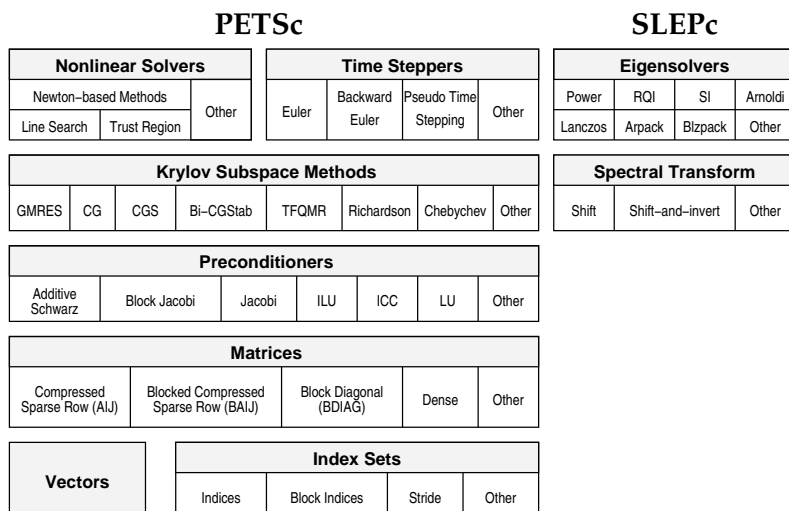 PETSc
SLEPc
Nonlinear Solvers
Newton−based Methods
Line Search
Trust Region
Other
Time Steppers
Euler
Backward
Euler
Pseudo Time
Stepping
Other
Eigensolvers
Power
RQI
SI
Arnoldi
Lanczos
Arpack
Blzpack
Other
Krylov Subspace Methods
GMRES
CG
CGS
Bi−CGStab
TFQMR
Richardson
Chebychev
Other
Spectral Transform
Shift
Shift−and−invert
Other
Preconditioners
Additive
Schwarz
Block Jacobi
Jacobi
ILU
ICC
LU
Other
Matrices
Compressed
Sparse Row (AIJ)
Blocked Compressed
Sparse Row (BAIJ)
Block Diagonal
(BDIAG)
Dense
Other
Vectors
Index Sets
Indices
Block Indices
Stride
Other